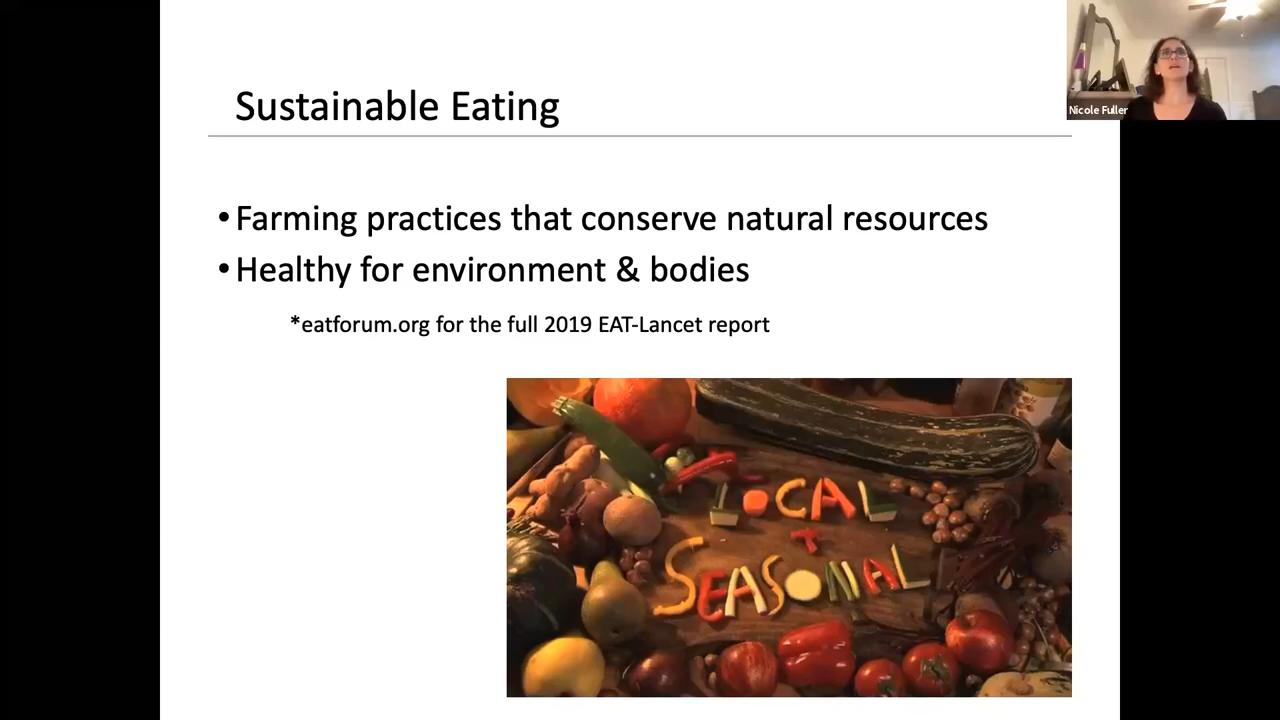 Sustainable Eating
Nicole Fuller
•Farming practices that conserve natural resources
•Healthy for environment & bodies
*eatforum.org for the full 2019 EAT-Lancet report
LOCAL
+
SEASONAL